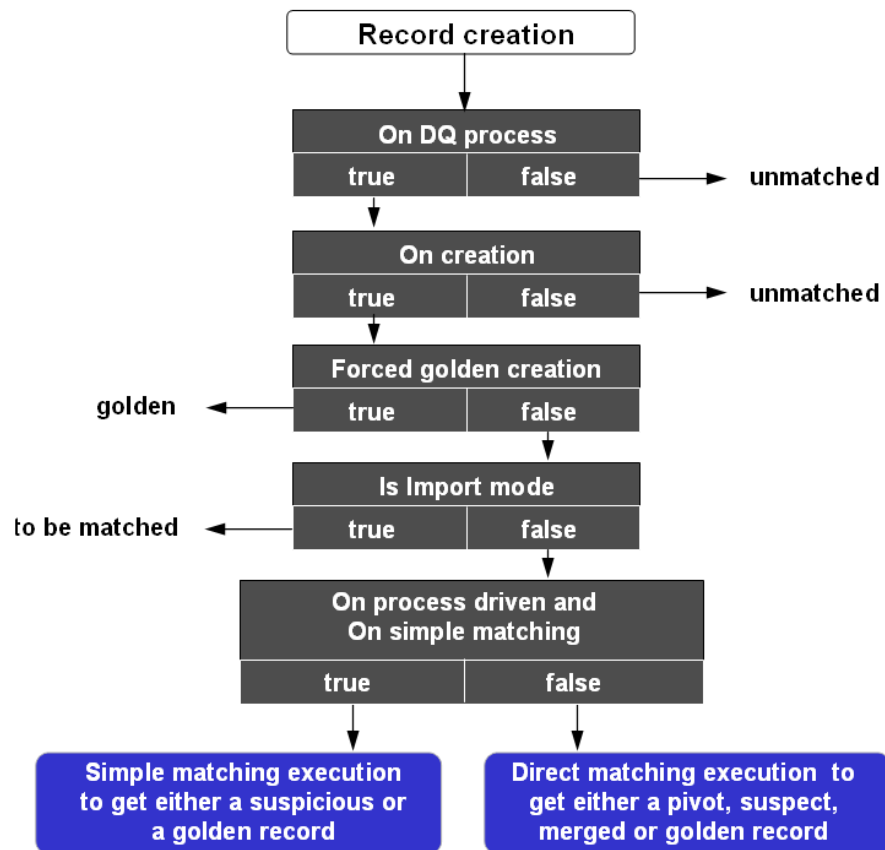 Record creation
On DQ process
true false
unmatched
On creation
true false
unmatched
Forced golden creation
golden
true false
Is Import mode
to be matched
true false
On process driven and
On simple matching
true false
Simple matching execution
to get either a suspicious or
a golden record
Direct matching execution to
get either a pivot, suspect,
merged or golden record